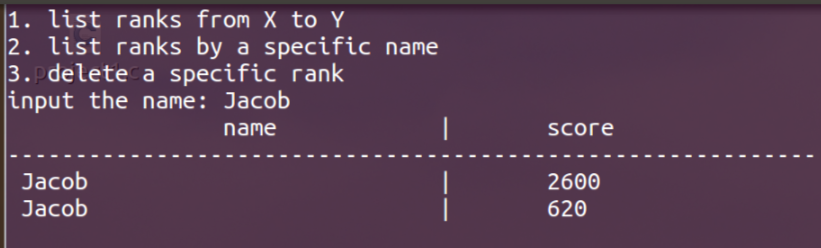 1. list ranks from X to Y
2. list ranks by a specific name
3. delete a specific rank
input the name: Jacob
name | score
------------------------------------------------------------
Jacob | 2600
Jacob | 620